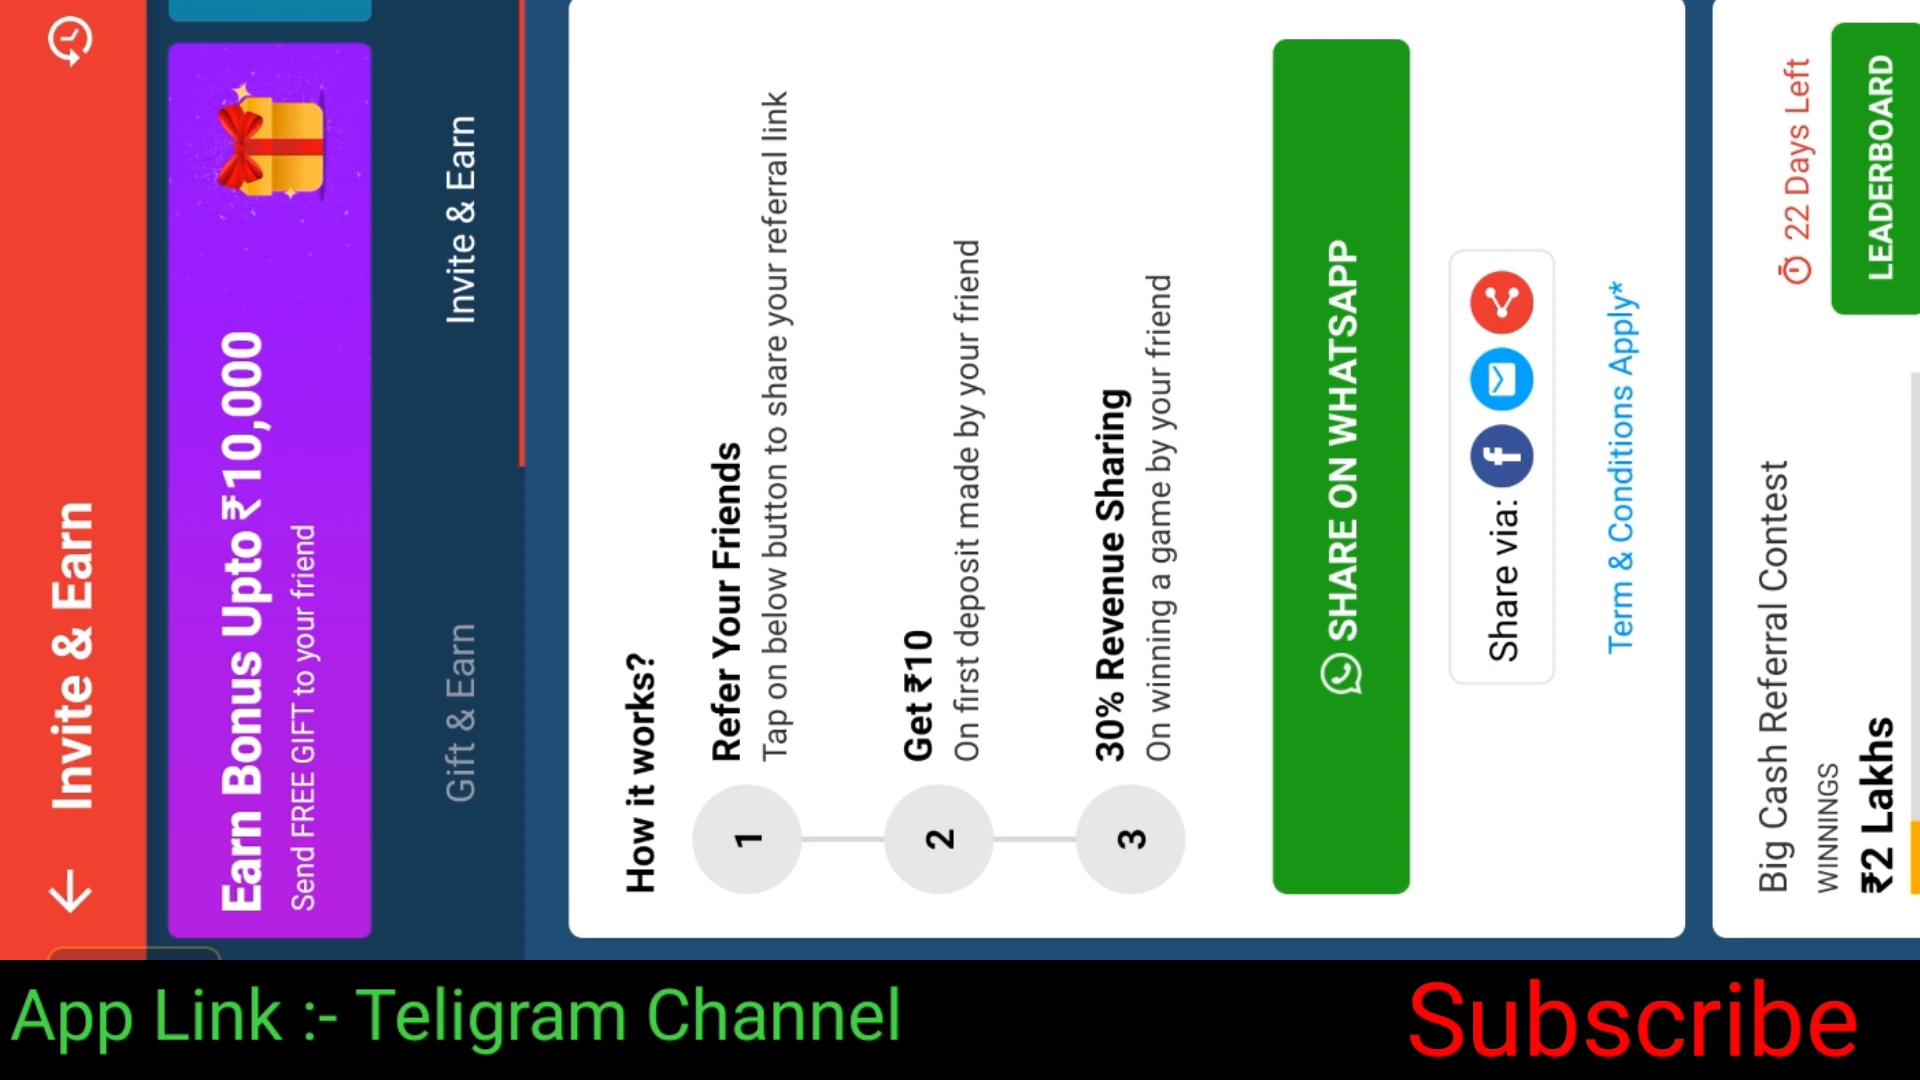 Invite & Earn
Earn Bonus Upto ₹10,000
Send FREE GIFT to your friend
Gift & Earn
Invite & Earn
How it works?
1
Refer Your Friends
Tap on below button to share your referral link
2
Get ₹10
On first deposit made by your friend
3
30% Revenue Sharing
On winning a game by your friend
SHARE ON WHATSAPP
Share via:
Term & Conditions Apply*
Big Cash Referral Contest
22 Days Left
WINNINGS
₹2 Lakhs
LEADERBOARD
App Link :- Teligram Channel
Subscribe